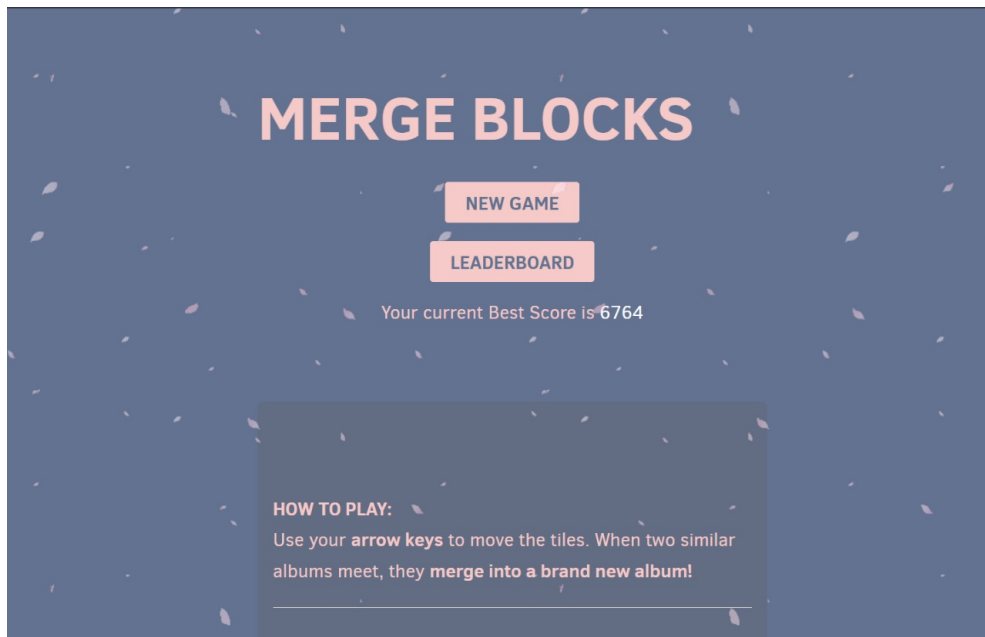 MERGE BLOCKS
NEW GAME
LEADERBOARD
Your current Best Score is 6764
HOW TO PLAY:
Use your arrow keys to move the tiles. When two similar
albums meet, they merge into a brand new album!